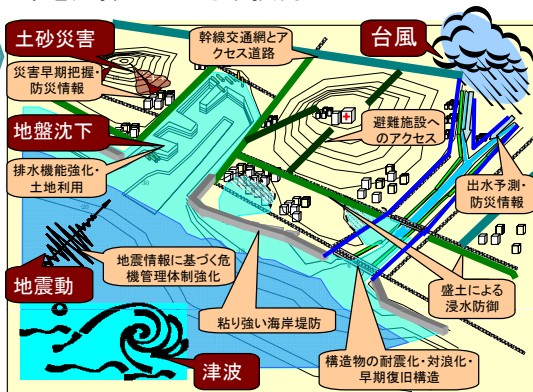 土砂災害
幹線交通網とア
クセス道路
台風
災害早期把握・
防災情報
避難施設へ
のアクセス
地盤沈下
排水機能強化・
土地利用
出水予測・
防災情報
地震情報に基づく危
機管理体制強化
地震動
盛土による
浸水防御
粘り強い海岸堤防
構造物の耐震化・対浪化・
早期復旧構造
津波